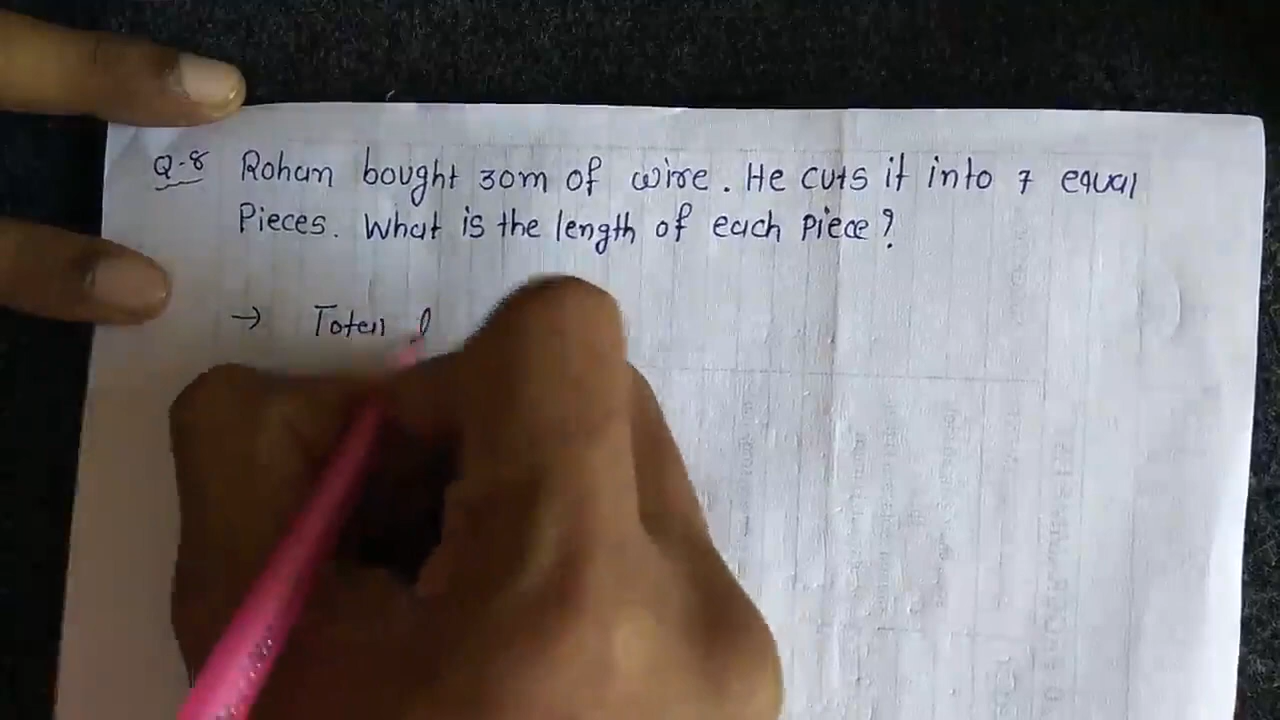 Q-8 Rohan bought 30m of wire. He cuts it into 7 equal
Pieces. What is the length of each Piece?
→ Total l